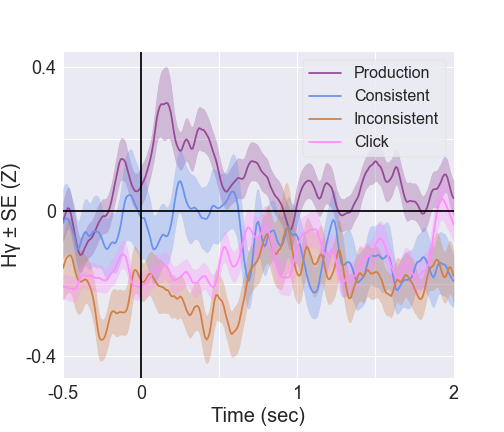 Production
Consistent
Inconsistent
Click
Hγ ± SE (Z)
0.4
0
-0.4
-0.5
0
1
2
Time (sec)